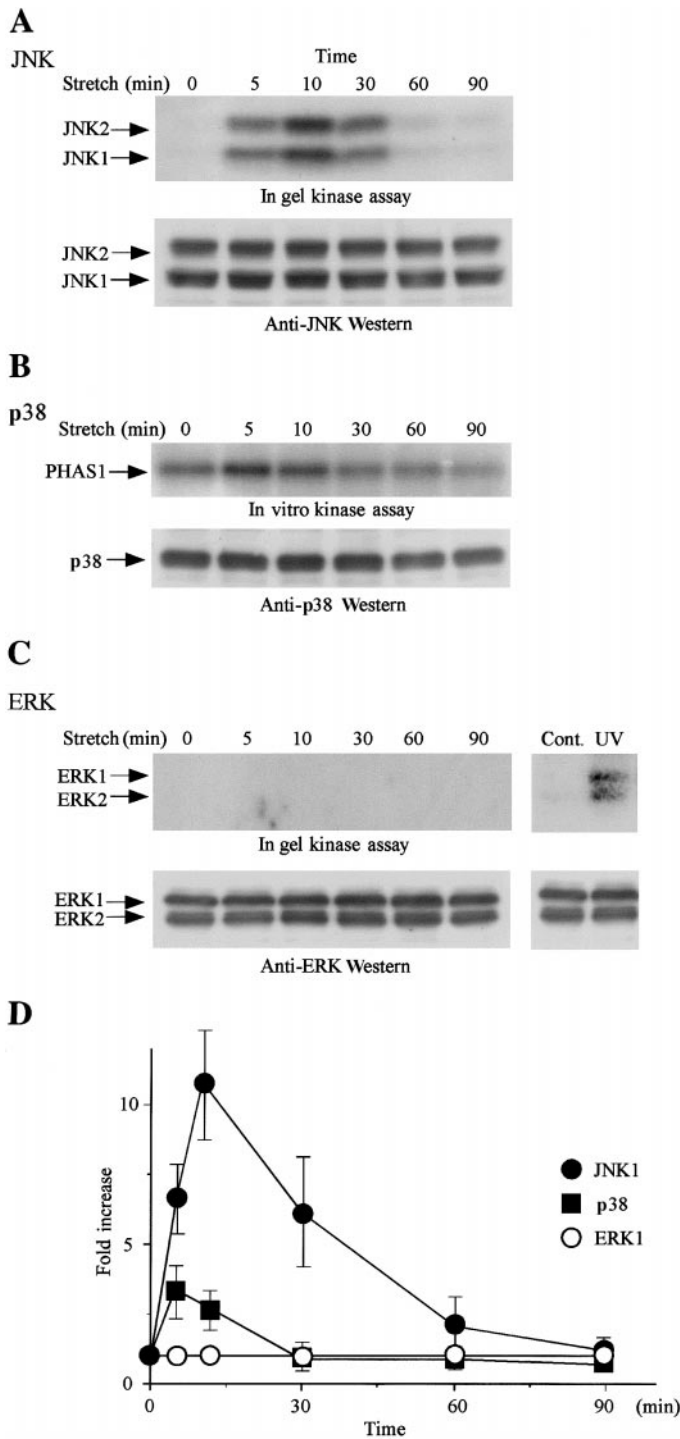 A
JNK
Time
Stretch (min) 0 5 10 30 60 90
JNK2
JNK1
In gel kinase assay
JNK2
JNK1
Anti-JNK Western
B
p38
Stretch (min) 0 5 10 30 60 90
PHAS1
In vitro kinase assay
p38
Anti-p38 Western
C
ERK
Stretch (min) 0 5 10 30 60 90 Cont. UV
ERK1
ERK2
In gel kinase assay
ERK1
ERK2
Anti-ERK Western
D
Fold increase
10
5
0
JNK1
p38
ERK1
0 30 60 90 (min)
Time